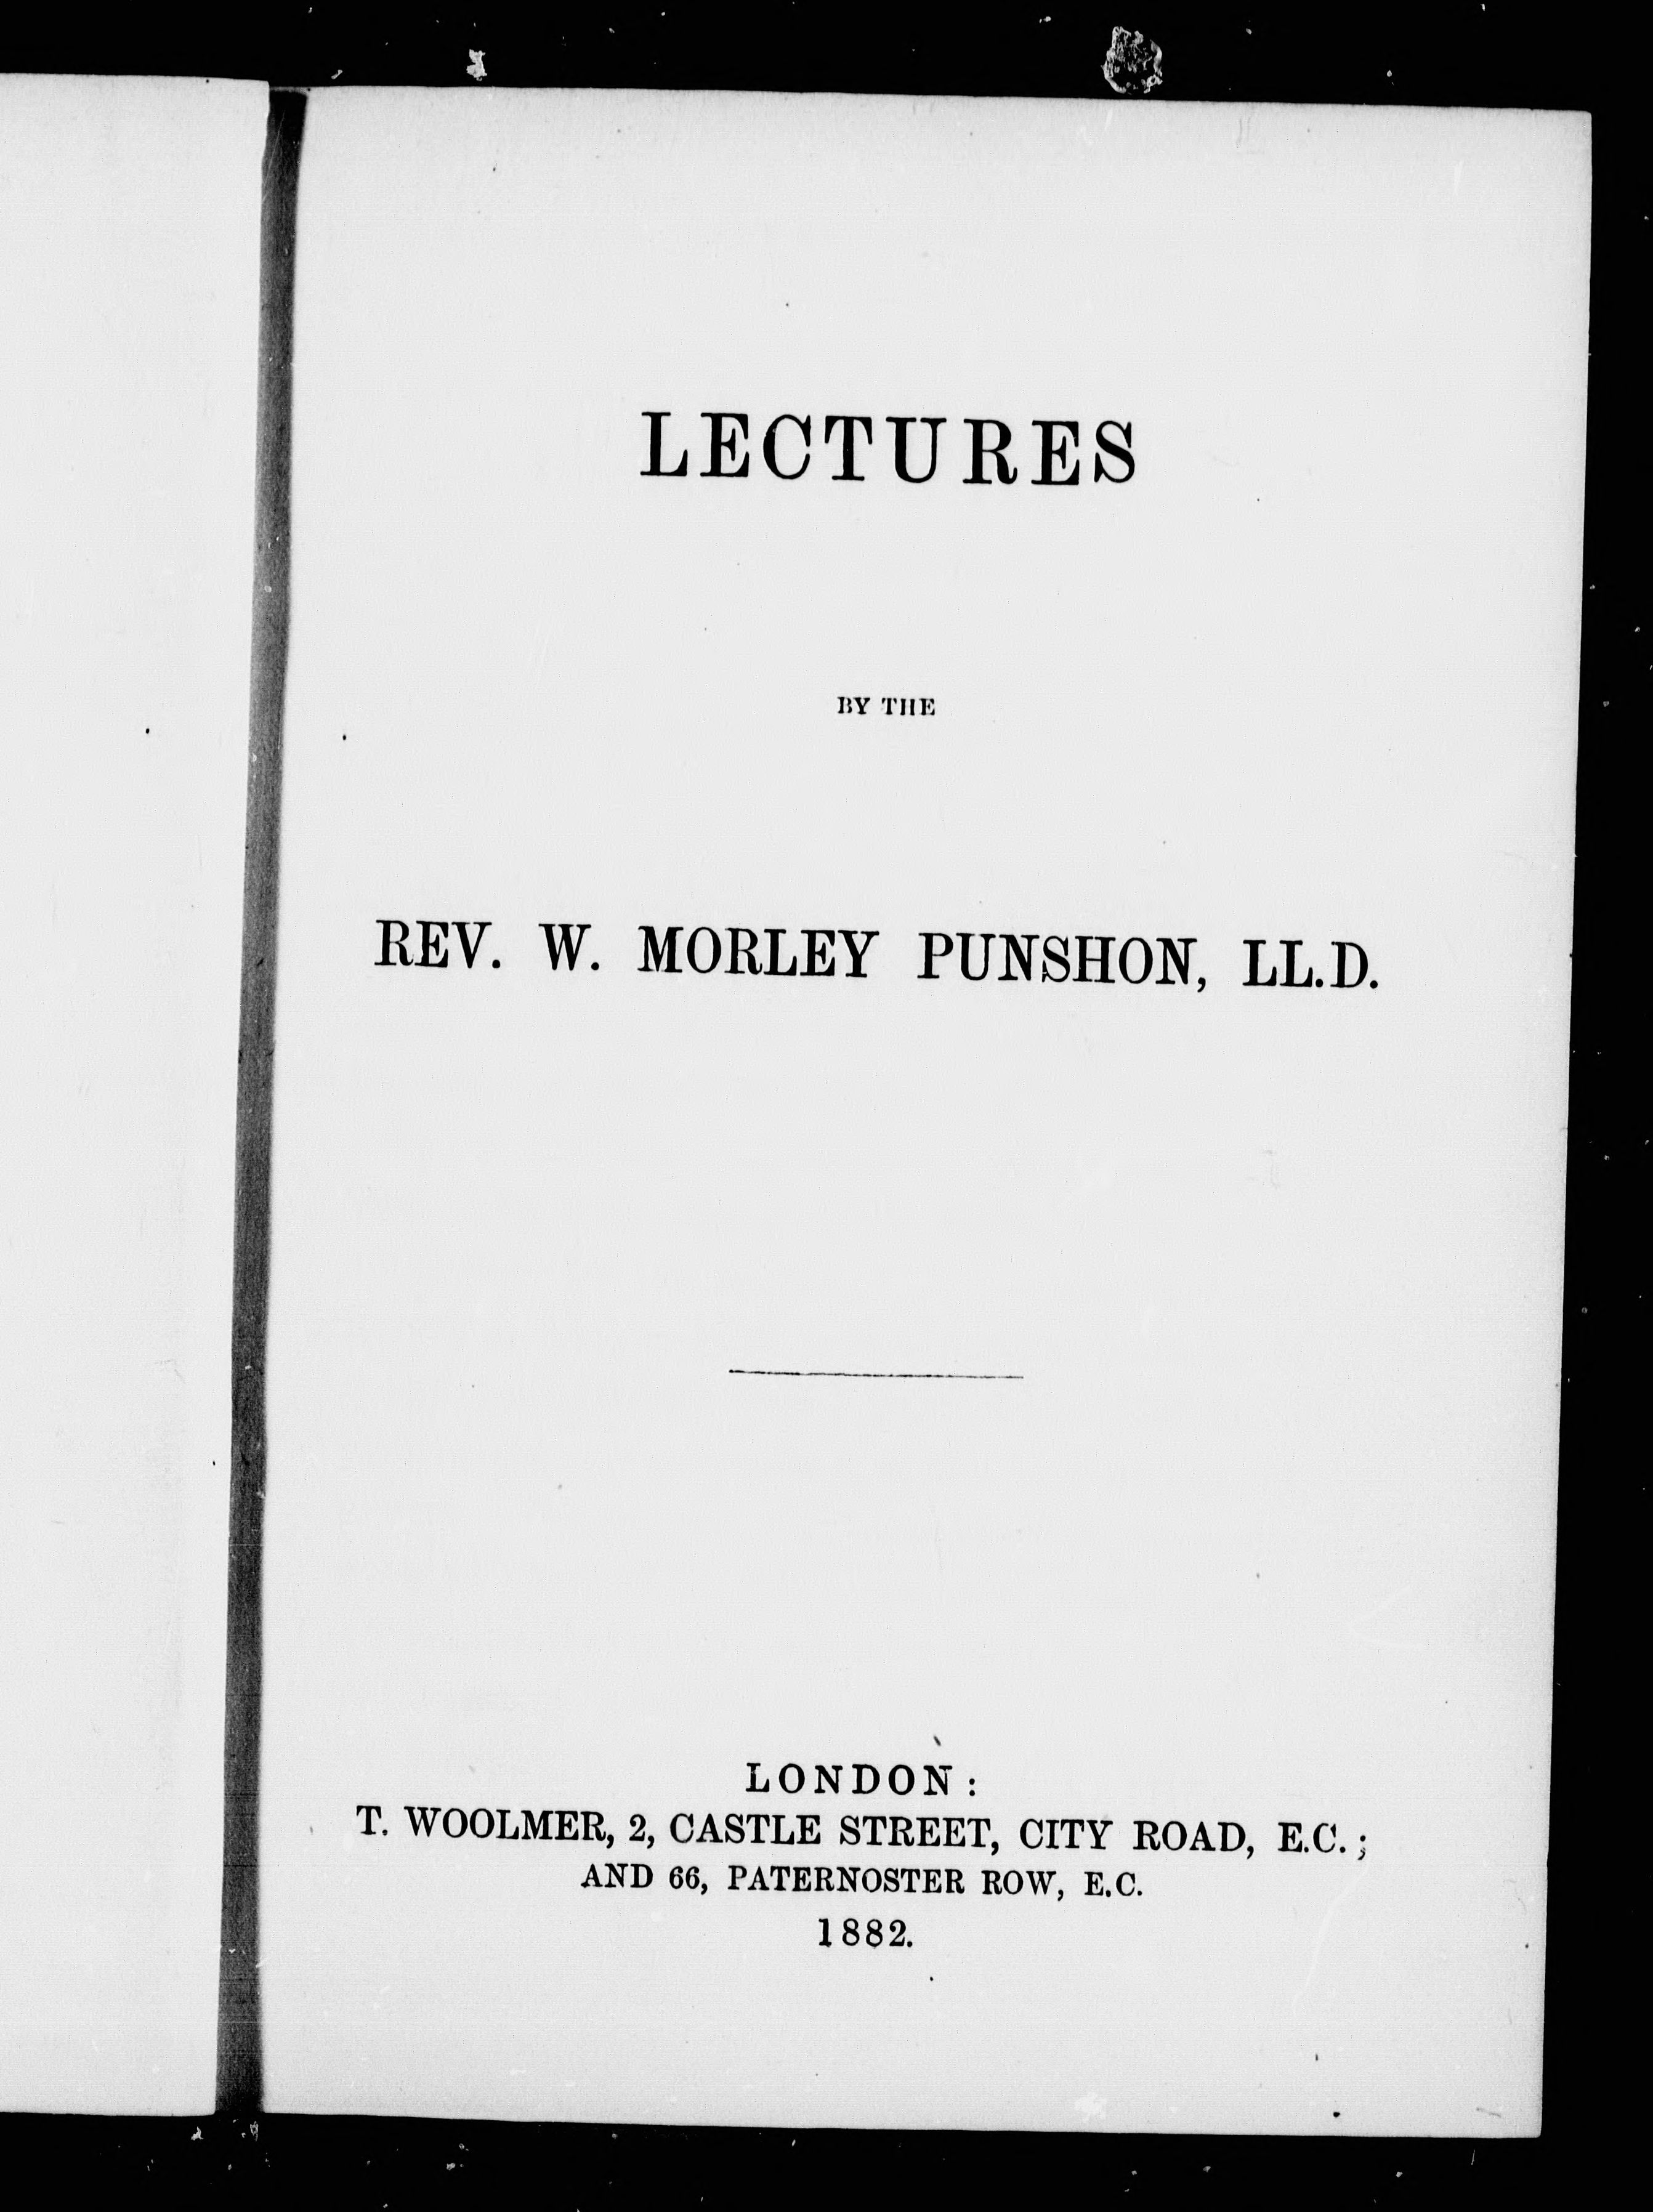 LECTURES
BY THE
REV. W. MORLEY PUNSHON, LL.D.
LONDON:
T. WOOLMER, 2, CASTLE STREET, CITY ROAD, E.C.;
AND 66, PATERNOSTER ROW, E.C.
1882.